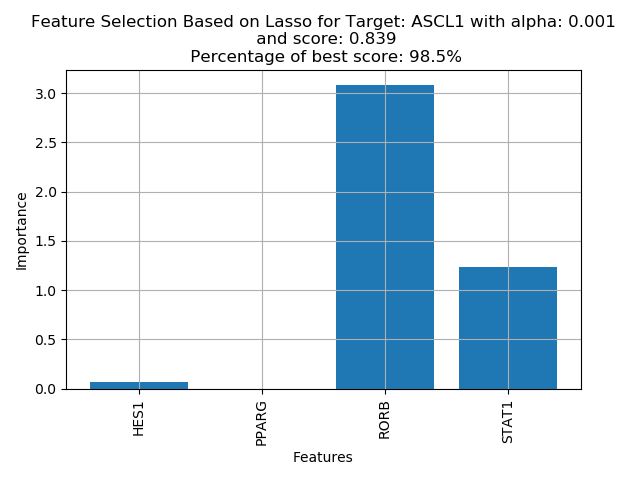 Feature Selection Based on Lasso for Target: ASCL1 with alpha: 0.001
and score: 0.839
Percentage of best score: 98.5%
3.0
2.5
2.0
1.5
1.0
0.5
0.0
Importance
HES1
PPARG
RORB
STAT1
Features